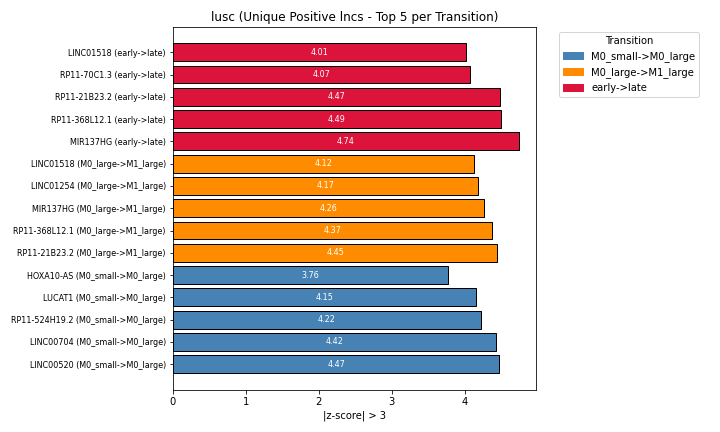 lusc (Unique Positive lncs - Top 5 per Transition)
LINC01518 (early->late) 4.01
RP11-70C1.3 (early->late) 4.07
RP11-21B23.2 (early->late) 4.47
RP11-368L12.1 (early->late) 4.49
MIR137HG (early->late) 4.74
LINC01518 (M0_large->M1_large) 4.12
LINC01254 (M0_large->M1_large) 4.17
MIR137HG (M0_large->M1_large) 4.26
RP11-368L12.1 (M0_large->M1_large) 4.37
RP11-21B23.2 (M0_large->M1_large) 4.45
HOXA10-AS (M0_small->M0_large) 3.76
LUCAT1 (M0_small->M0_large) 4.15
RP11-524H19.2 (M0_small->M0_large) 4.22
LINC00704 (M0_small->M0_large) 4.42
LINC00520 (M0_small->M0_large) 4.47
0 1 2 3 4
|z-score| > 3
Transition
M0_small->M0_large
M0_large->M1_large
early->late